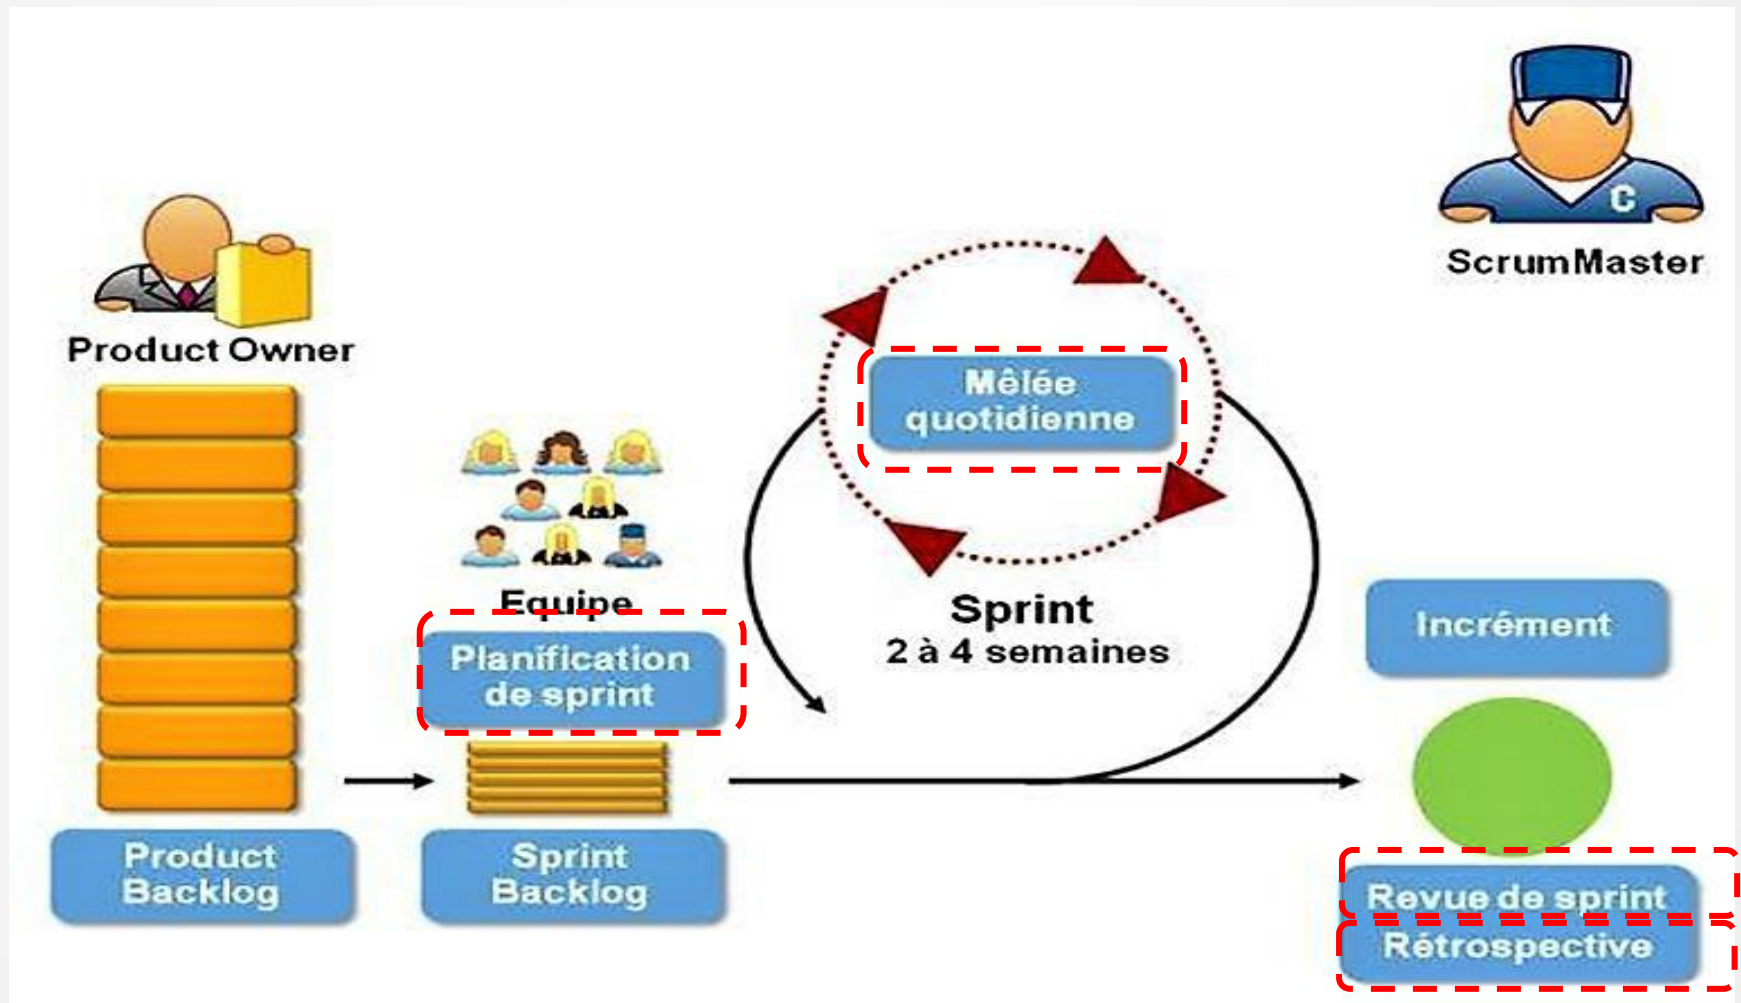 C
ScrumMaster
Product Owner
Mêlée
quotidienne
Equipe
Sprint
2 à 4 semaines
Planification
de sprint
Incrément
Product
Backlog
Sprint
Backlog
Revue de sprint
Rétrospective